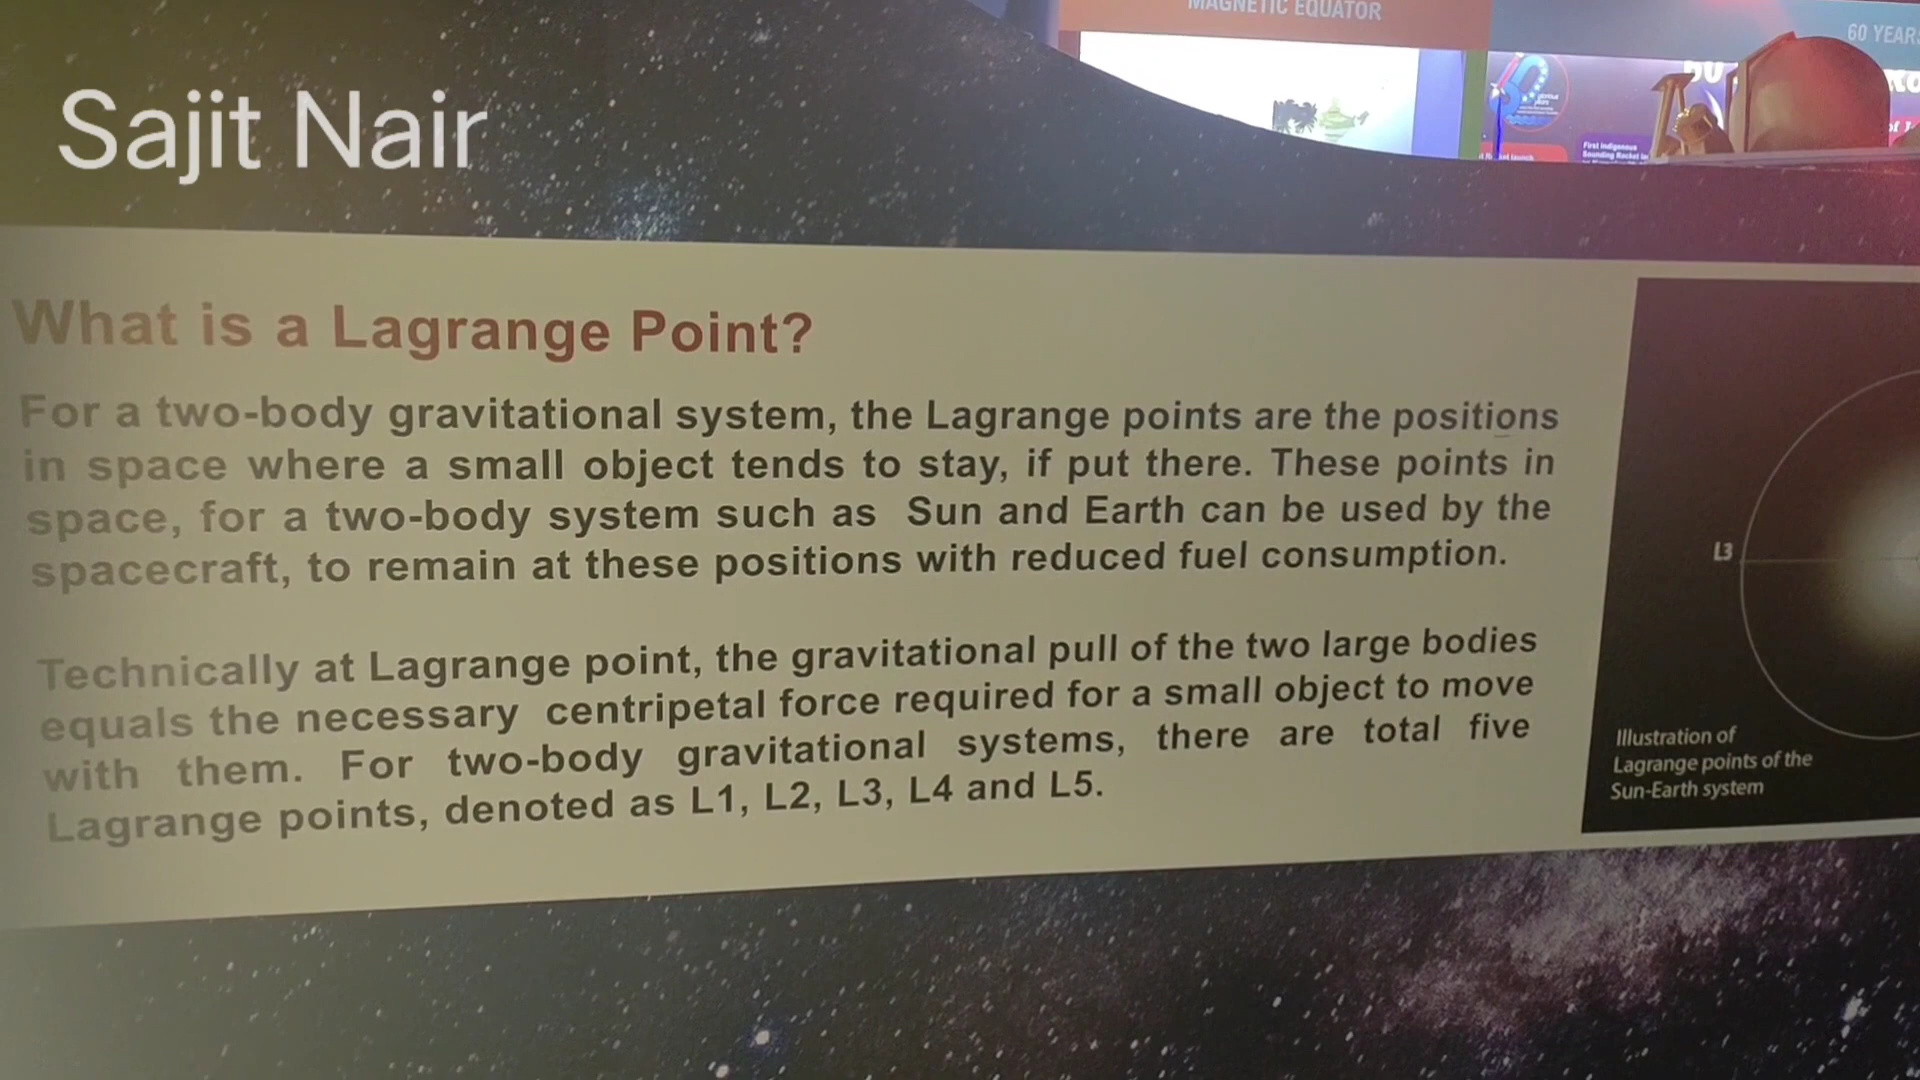 Sajit Nair
MAGNETIC EQUATOR
60 YEARS
50
First Indigenous
Sounding Rocket
What is a Lagrange Point?
For a two-body gravitational system, the Lagrange points are the positions
in space where a small object tends to stay, if put there. These points in
space, for a two-body system such as Sun and Earth can be used by the
spacecraft, to remain at these positions with reduced fuel consumption.
Technically at Lagrange point, the gravitational pull of the two large bodies
equals the necessary centripetal force required for a small object to move
with them. For two-body gravitational systems, there are total five
Lagrange points, denoted as L1, L2, L3, L4 and L5.
L3
Illustration of
Lagrange points of the
Sun-Earth system